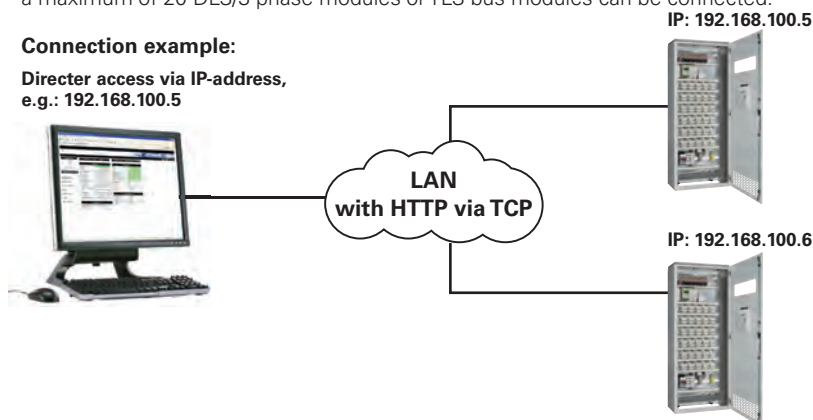 a maximum of 20 DLS/3 phase modules or TLS bus modules can be connected.
IP: 192.168.100.5
Connection example:
Directer access via IP-address,
e.g.: 192.168.100.5
LAN
with HTTP via TCP
IP: 192.168.100.6